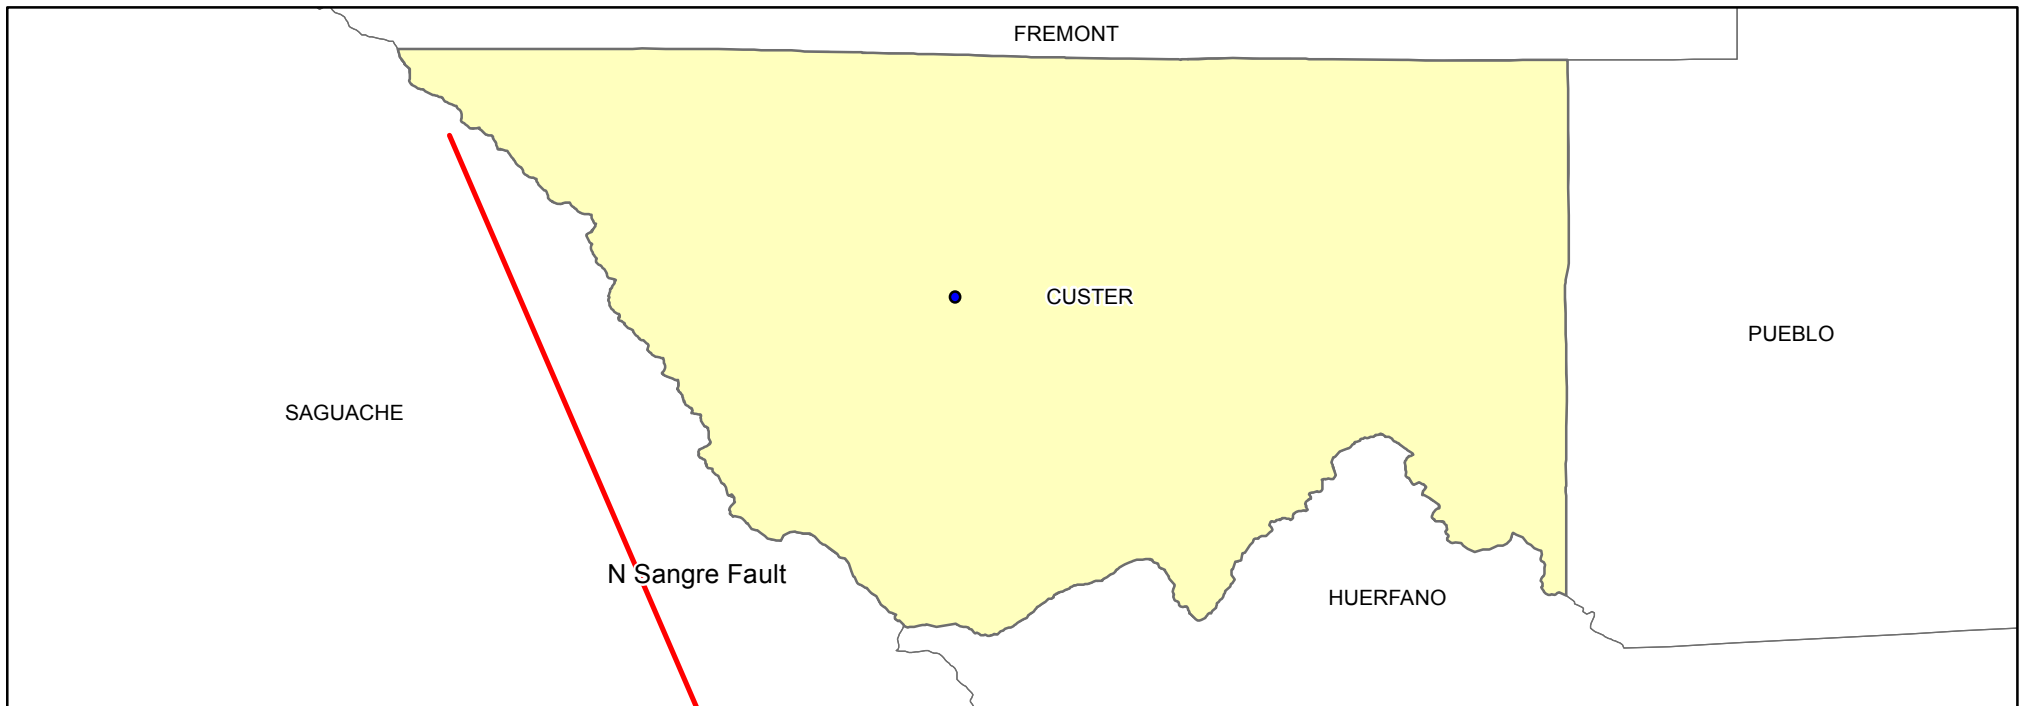 FREMONT
CUSTER
PUEBLO
SAGUACHE
N Sangre Fault
HUERFANO